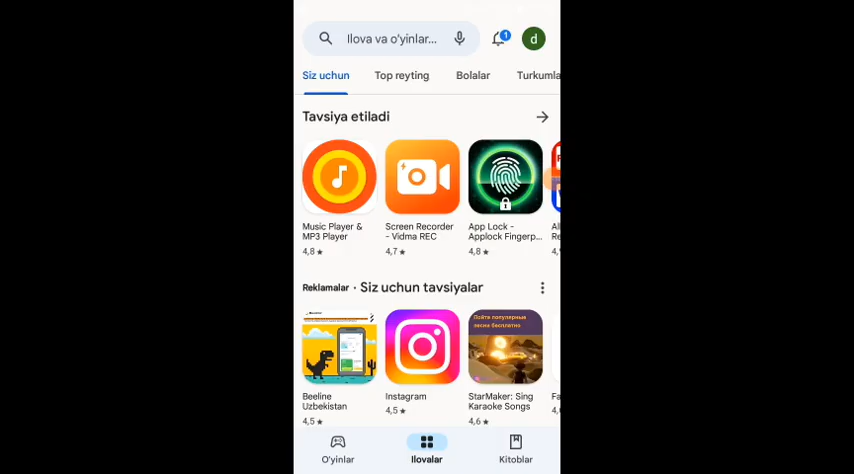 Ilova va o'yinlar...
1
d
Siz uchun
Top reyting
Bolalar
Turkumla
Tavsiya etiladi
Music Player &
MP3 Player
4,8 ★
Screen Recorder
- Vidma REC
4,7 ★
App Lock -
Applock Fingerp...
4,8 ★
Reklamalar · Siz uchun tavsiyalar
Пойти популярные
песни бесплатно
Beeline
Uzbekistan
4,5 ★
Instagram
4,5 ★
StarMaker: Sing
Karaoke Songs
4,6 ★
O'yinlar
Ilovalar
Kitoblar